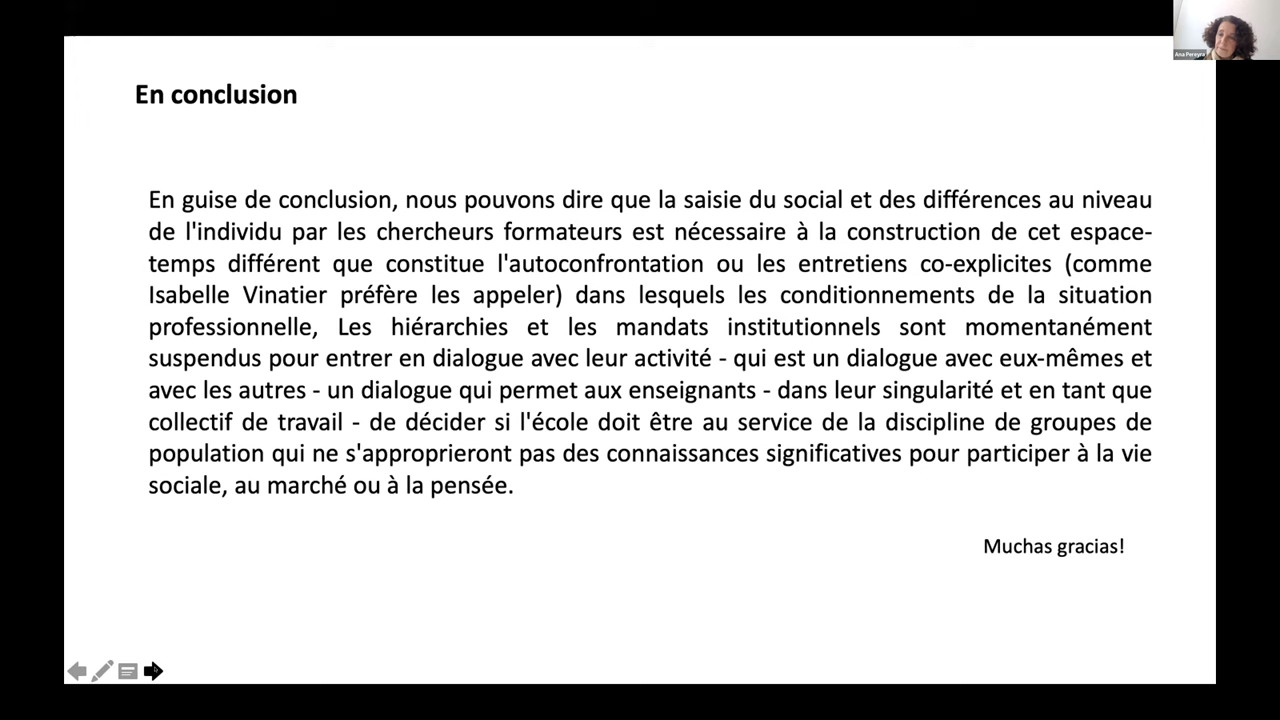 Ana Pereyra
En conclusion
En guise de conclusion, nous pouvons dire que la saisie du social et des différences au niveau
de l'individu par les chercheurs formateurs est nécessaire à la construction de cet espace-
temps différent que constitue l'autoconfrontation ou les entretiens co-explicites (comme
Isabelle Vinatier préfère les appeler) dans lesquels les conditionnements de la situation
professionnelle, Les hiérarchies et les mandats institutionnels sont momentanément
suspendus pour entrer en dialogue avec leur activité - qui est un dialogue avec eux-mêmes et
avec les autres - un dialogue qui permet aux enseignants - dans leur singularité et en tant que
collectif de travail - de décider si l'école doit être au service de la discipline de groupes de
population qui ne s'approprieront pas des connaissances significatives pour participer à la vie
sociale, au marché ou à la pensée.
Muchas gracias!